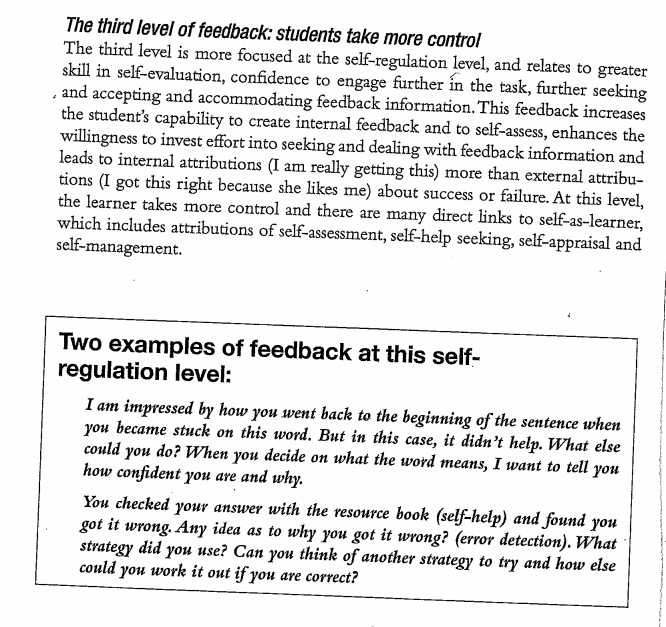 The third level of feedback: students take more control
The third level is more focused at the self-regulation level, and relates to greater
skill in self-evaluation, confidence to engage further in the task, further seeking
and accepting and accommodating feedback information. This feedback increases
the student's capability to create internal feedback and to self-assess, enhances the
willingness to invest effort into seeking and dealing with feedback information and
leads to internal attributions (I am really getting this) more than external attribu-
tions (I got this right because she likes me) about success or failure. At this level,
the learner takes more control and there are many direct links to self-as-learner,
which includes attributions of self-assessment, self-help seeking, self-appraisal and
self-management.
Two examples of feedback at this self-
regulation level:
I am impressed by how you went back to the beginning of the sentence when
you became stuck on this word. But in this case, it didn't help. What else
could you do? When you decide on what the word means, I want to tell you
how confident you are and why.
You checked your answer with the resource book (self-help) and found you
got it wrong. Any idea as to why you got it wrong? (error detection). What
strategy did you use? Can you think of another strategy to try and how else
could you work it out if you are correct?